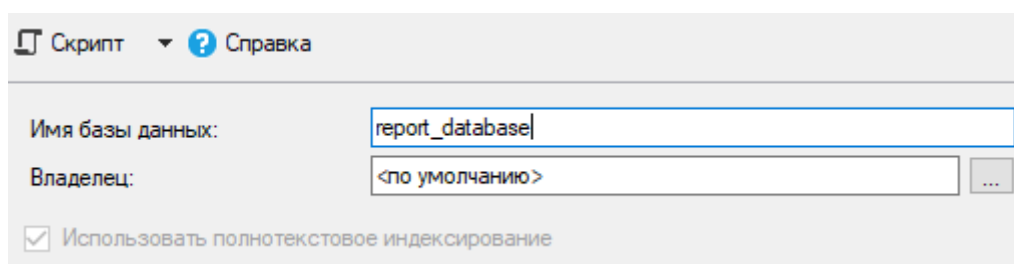 Скрипт ? Справка
Имя базы данных: report_database
Владелец: <по умолчанию> ...
Использовать полнотекстовое индексирование